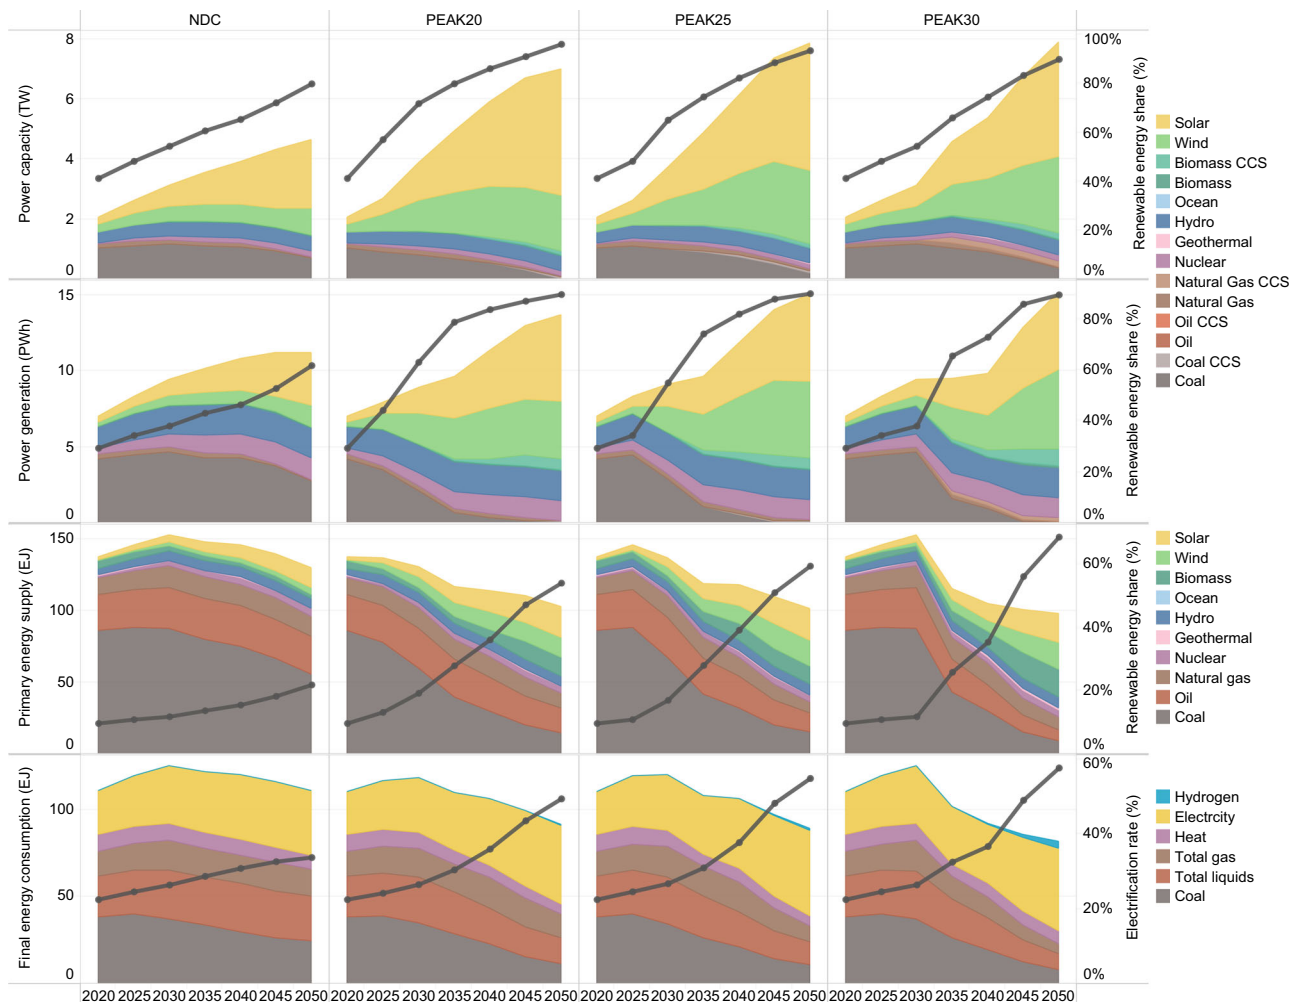 NDC PEAK20 PEAK25 PEAK30
Power capacity (TW)
8
6
4
2
0
100%
80%
60%
40%
20%
0%
Renewable energy share (%)
Solar
Wind
Biomass CCS
Biomass
Ocean
Hydro
Geothermal
Nuclear
Natural Gas CCS
Natural Gas
Oil CCS
Oil
Coal CCS
Coal
Power generation (PWh)
15
10
5
0
80%
60%
40%
20%
0%
Renewable energy share (%)
Primary energy supply (EJ)
150
100
50
0
60%
40%
20%
0%
Renewable energy share (%)
Solar
Wind
Biomass
Ocean
Hydro
Geothermal
Nuclear
Natural gas
Oil
Coal
Final energy consumption (EJ)
100
50
0
60%
40%
20%
0%
Electrification rate (%)
Hydrogen
Electrcity
Heat
Total gas
Total liquids
Coal
2020 2025 2030 2035 2040 2045 2050 2020 2025 2030 2035 2040 2045 2050 2020 2025 2030 2035 2040 2045 2050 2020 2025 2030 2035 2040 2045 2050